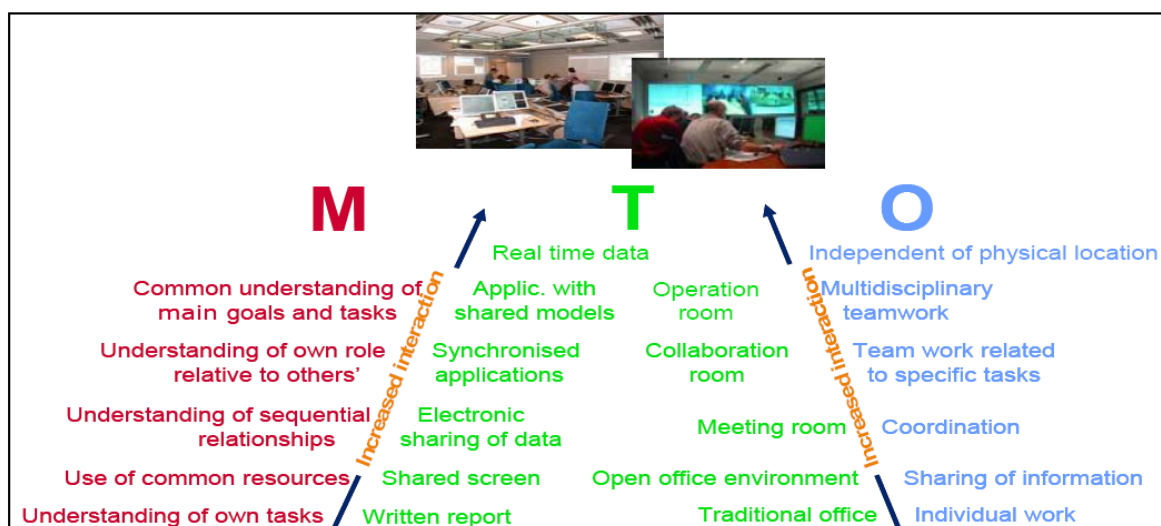 M T O
Real time data
Independent of physical location
Common understanding of
main goals and tasks
Applic. with
shared models
Operation
room
Multidisciplinary
teamwork
Understanding of own role
relative to others’
Synchronised
applications
Collaboration
room
Team work related
to specific tasks
Understanding of sequential
relationships
Electronic
sharing of data
Meeting room
Coordination
Use of common resources
Shared screen
Open office environment
Sharing of information
Understanding of own tasks
Written report
Traditional office
Individual work
Increased interaction
Increased interaction